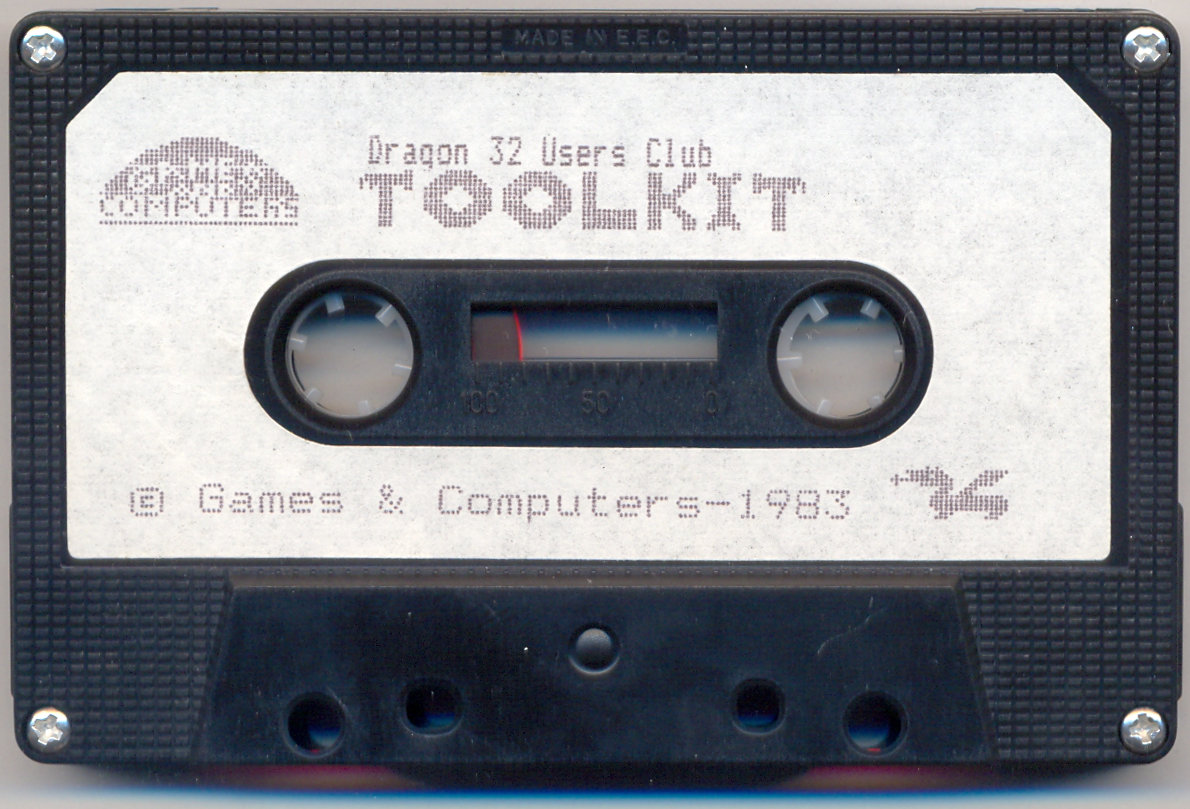 MADE IN E.E.C.
GAMES &
COMPUTERS
Dragon 32 Users Club
TOOLKIT
100 50 0
© Games & Computers-1983